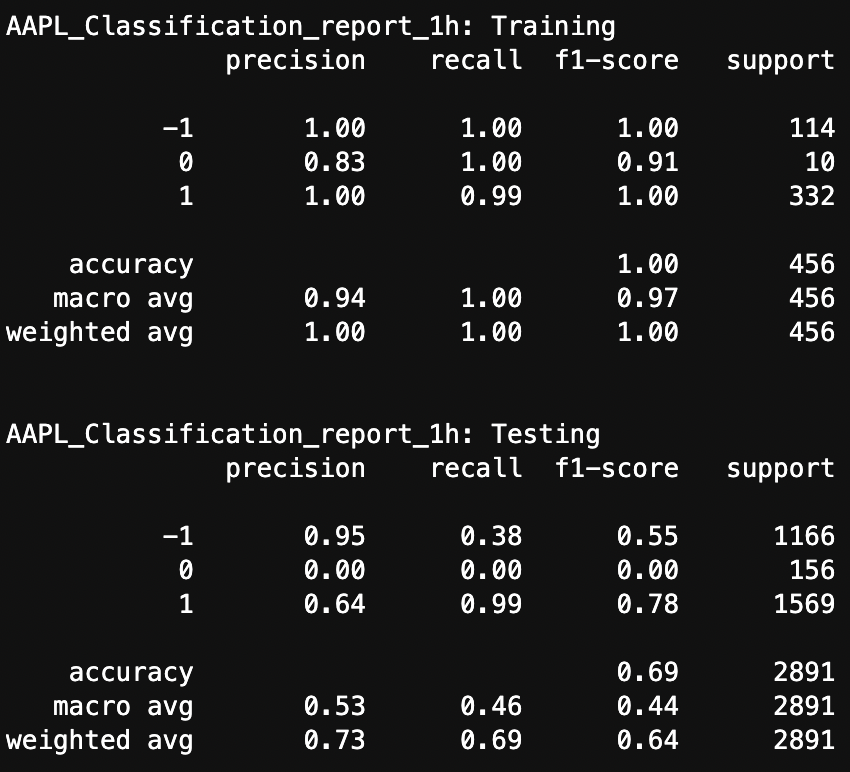 AAPL_Classification_report_1h: Training
precision recall f1-score support
-1 1.00 1.00 1.00 114
0 0.83 1.00 0.91 10
1 1.00 0.99 1.00 332
accuracy 1.00 456
macro avg 0.94 1.00 0.97 456
weighted avg 1.00 1.00 1.00 456
AAPL_Classification_report_1h: Testing
precision recall f1-score support
-1 0.95 0.38 0.55 1166
0 0.00 0.00 0.00 156
1 0.64 0.99 0.78 1569
accuracy 0.69 2891
macro avg 0.53 0.46 0.44 2891
weighted avg 0.73 0.69 0.64 2891